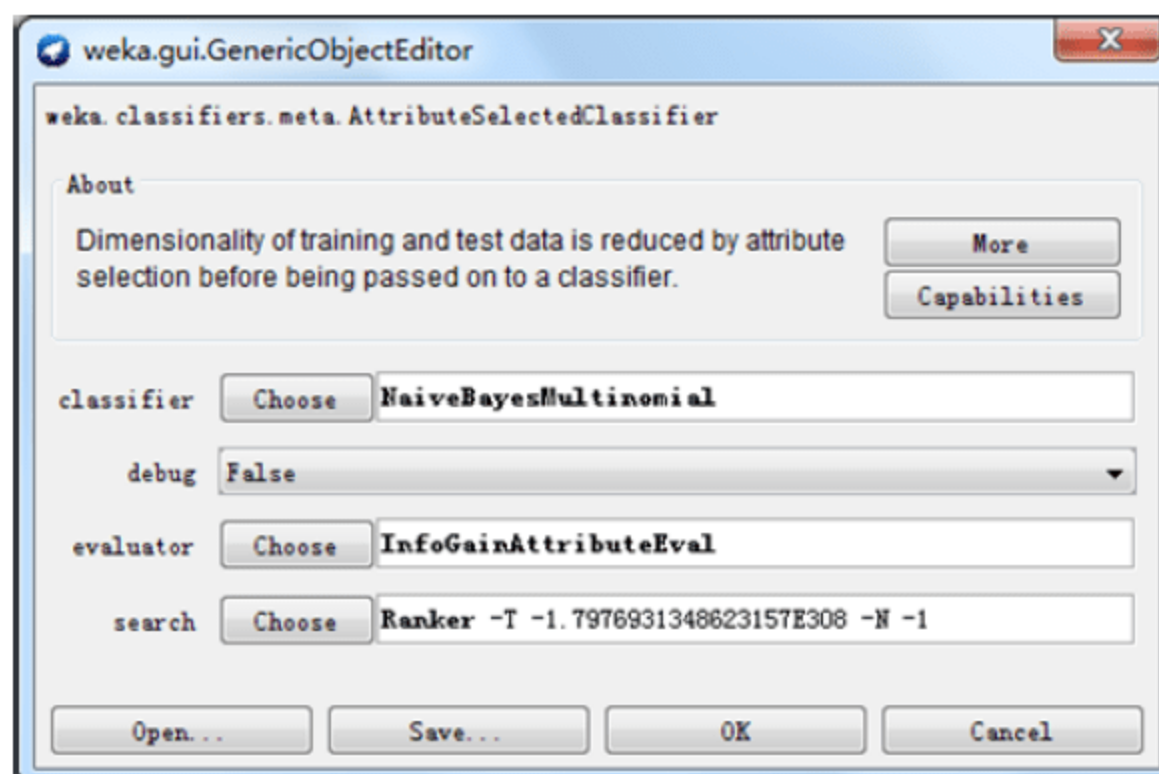 weka.gui.GenericObjectEditor
weka.classifiers.meta.AttributeSelectedClassifier
About
Dimensionality of training and test data is reduced by attribute
selection before being passed on to a classifier.
More
Capabilities
classifier Choose NaiveBayesMultinomial
debug False
evaluator Choose InfoGainAttributeEval
search Choose Ranker -T -1.7976931348623157E308 -N -1
Open... Save... OK Cancel